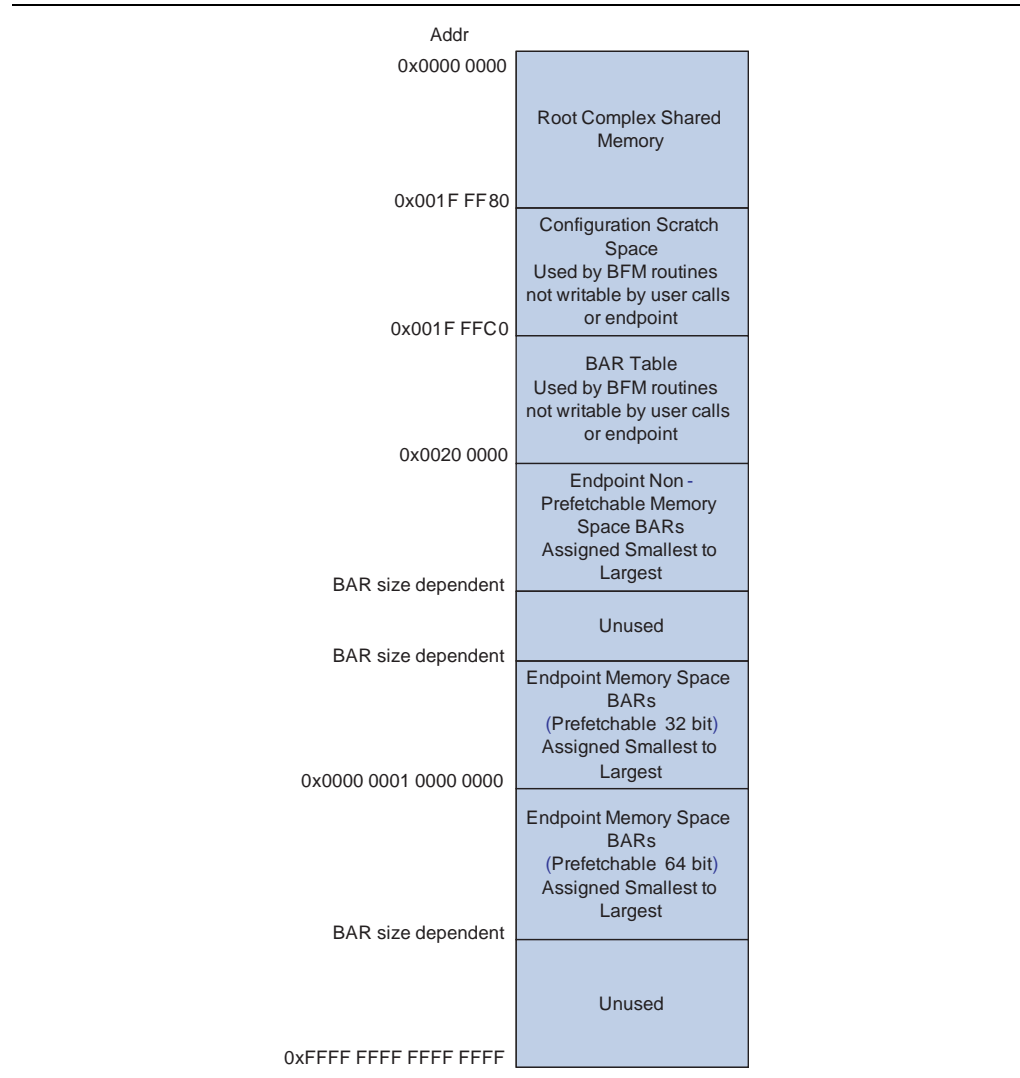 Addr
0x0000 0000
Root Complex Shared
Memory
0x001F FF80
Configuration Scratch
Space
Used by BFM routines
not writable by user calls
or endpoint
0x001F FFC0
BAR Table
Used by BFM routines
not writable by user calls
or endpoint
0x0020 0000
Endpoint Non -
Prefetchable Memory
Space BARs
Assigned Smallest to
Largest
BAR size dependent
Unused
BAR size dependent
Endpoint Memory Space
BARs
(Prefetchable 32 bit)
Assigned Smallest to
Largest
0x0000 0001 0000 0000
Endpoint Memory Space
BARs
(Prefetchable 64 bit)
Assigned Smallest to
Largest
BAR size dependent
Unused
0xFFFF FFFF FFFF FFFF